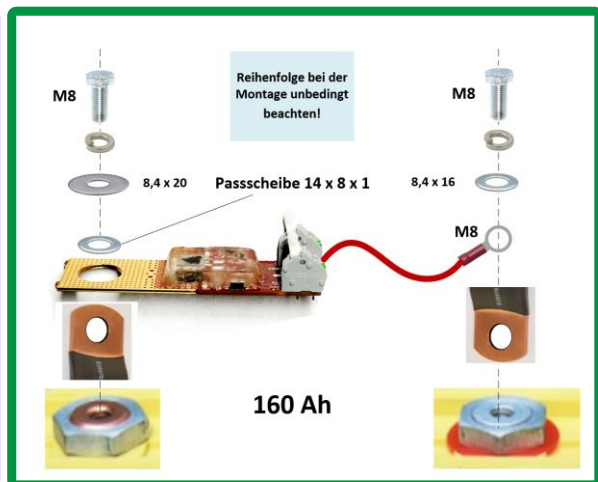 Reihenfolge bei der
Montage unbedingt
beachten!
M8
M8
8,4 x 20
Passscheibe 14 x 8 x 1
8,4 x 16
M8
160 Ah